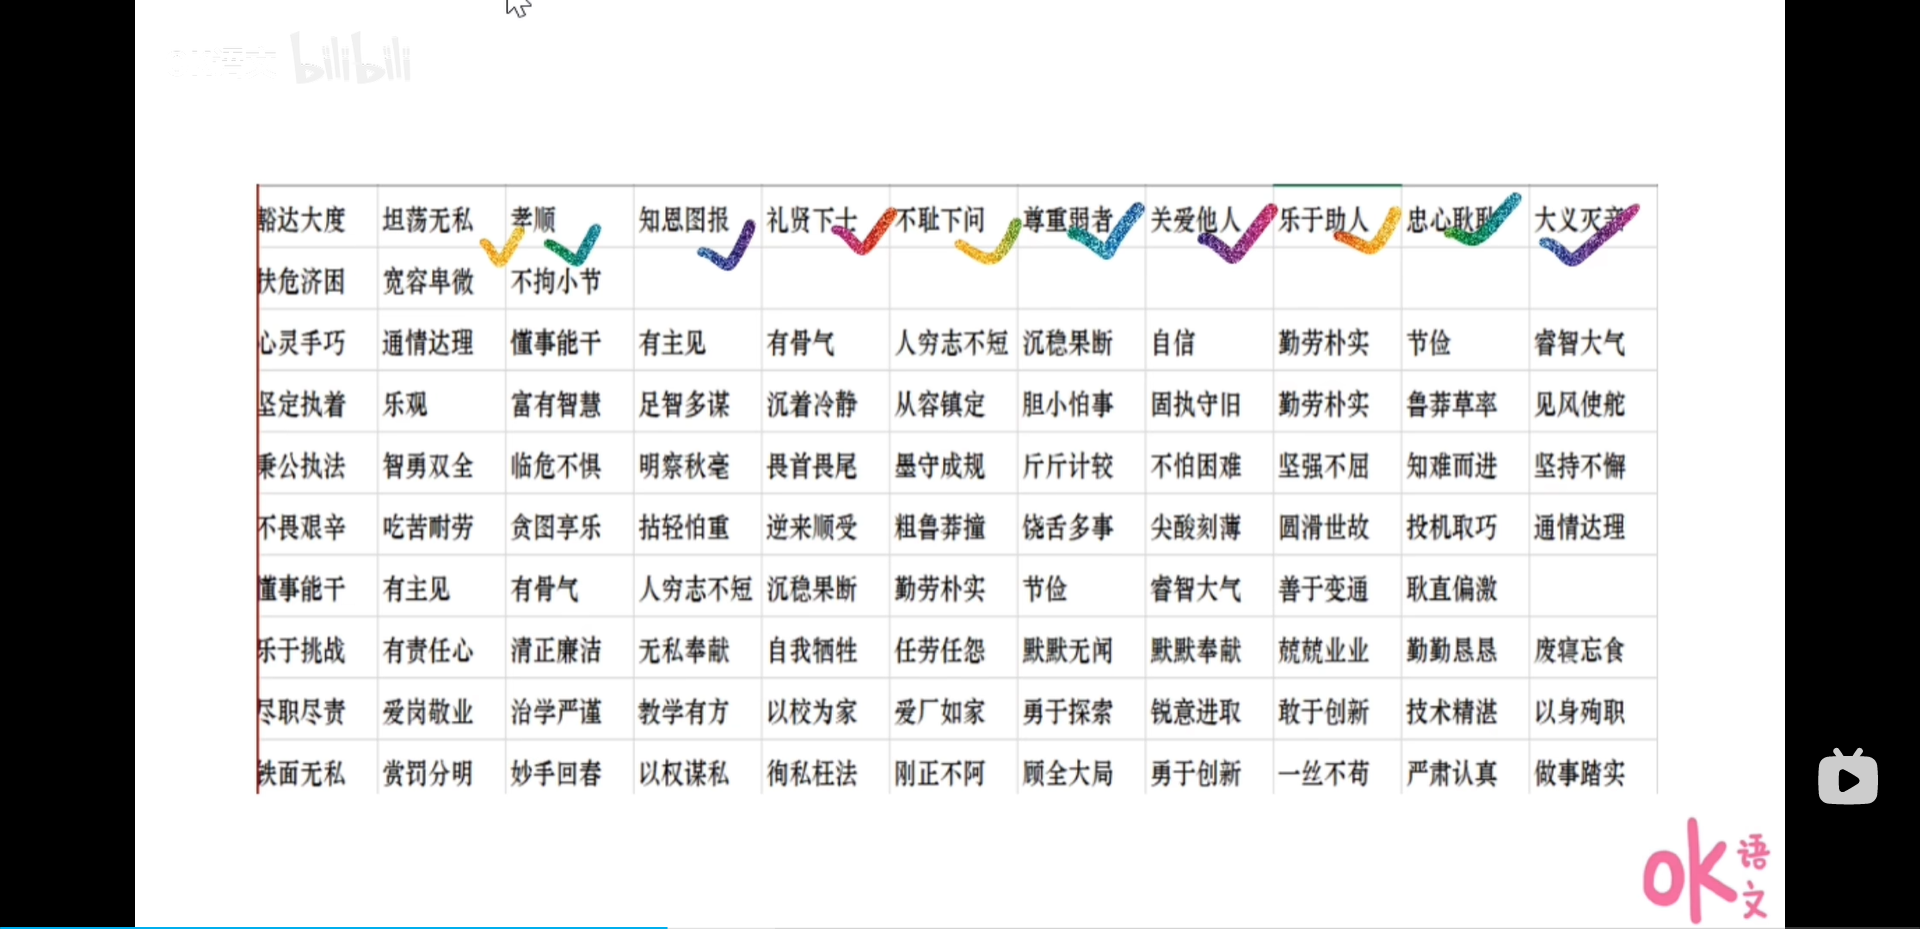 bilibili
豁达大度 坦荡无私 孝顺 知恩图报 礼贤下士 不耻下问 尊重弱者 关爱他人 乐于助人 忠心耿耿 大义灭亲
扶危济困 宽容卑微 不拘小节
心灵手巧 通情达理 懂事能干 有主见 有骨气 人穷志不短 沉稳果断 自信 勤劳朴实 节俭 睿智大气
坚定执着 乐观 富有智慧 足智多谋 沉着冷静 从容镇定 胆小怕事 固执守旧 勤劳朴实 鲁莽草率 见风使舵
秉公执法 智勇双全 临危不惧 明察秋毫 畏首畏尾 墨守成规 斤斤计较 不怕困难 坚强不屈 知难而进 坚持不懈
不畏艰辛 吃苦耐劳 贪图享乐 拈轻怕重 逆来顺受 粗鲁莽撞 饶舌多事 尖酸刻薄 圆滑世故 投机取巧 通情达理
懂事能干 有主见 有骨气 人穷志不短 沉稳果断 勤劳朴实 节俭 睿智大气 善于变通 耿直偏激
乐于挑战 有责任心 清正廉洁 无私奉献 自我牺牲 任劳任怨 默默无闻 默默奉献 兢兢业业 勤勤恳恳 废寝忘食
尽职尽责 爱岗敬业 治学严谨 教学有方 以校为家 爱厂如家 勇于探索 锐意进取 敢于创新 技术精湛 以身殉职
铁面无私 赏罚分明 妙手回春 以权谋私 徇私枉法 刚正不阿 顾全大局 勇于创新 一丝不苟 严肃认真 做事踏实
ok语文